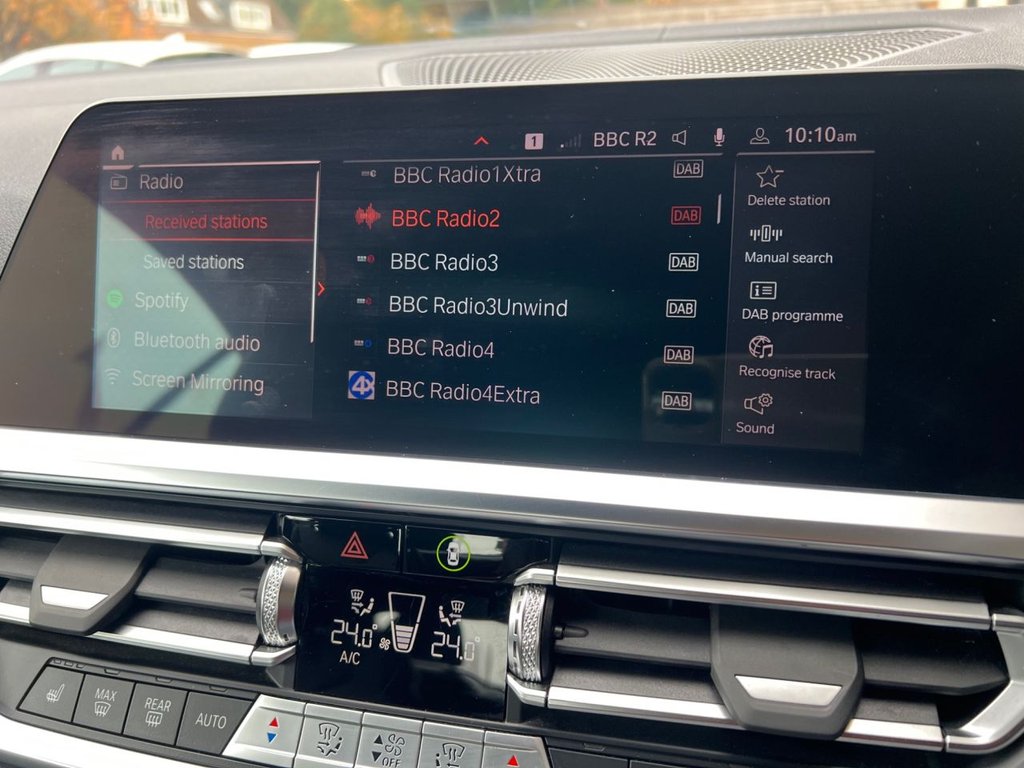 1 BBC R2 10:10am
Radio
Received stations
Saved stations
Spotify
Bluetooth audio
Screen Mirroring
BBC Radio1Xtra DAB
BBC Radio2 DAB
BBC Radio3 DAB
BBC Radio3Unwind DAB
BBC Radio4 DAB
4X BBC Radio4Extra DAB
Delete station
Manual search
DAB programme
Recognise track
Sound
24.0° 24.0°
A/C
MAX
REAR
AUTO
OFF